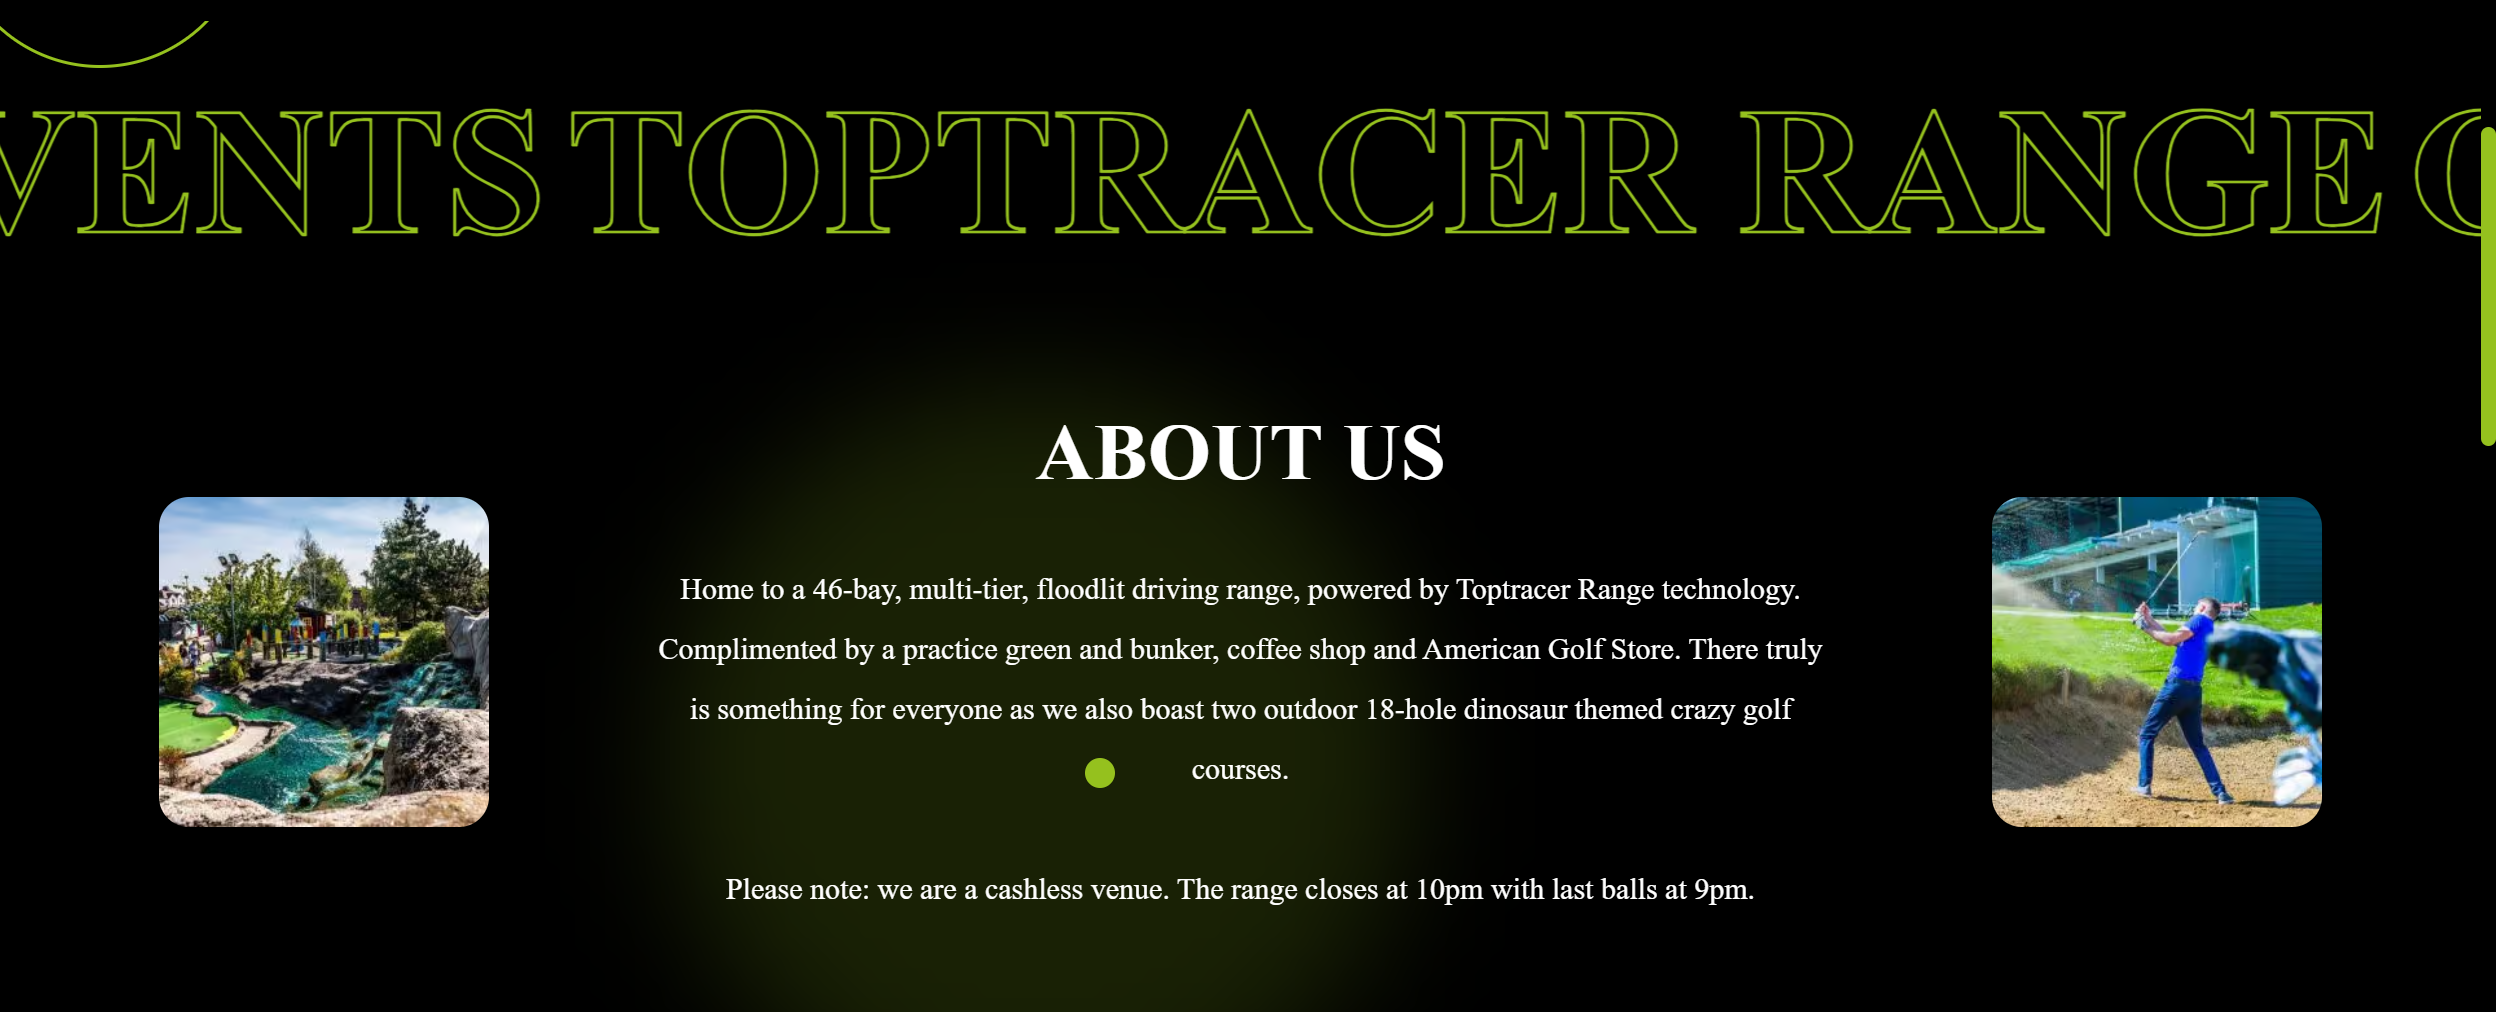 VENTS TOPTRACER RANGE
ABOUT US
Home to a 46-bay, multi-tier, floodlit driving range, powered by Toptracer Range technology.
Complimented by a practice green and bunker, coffee shop and American Golf Store. There truly
is something for everyone as we also boast two outdoor 18-hole dinosaur themed crazy golf
courses.
Please note: we are a cashless venue. The range closes at 10pm with last balls at 9pm.